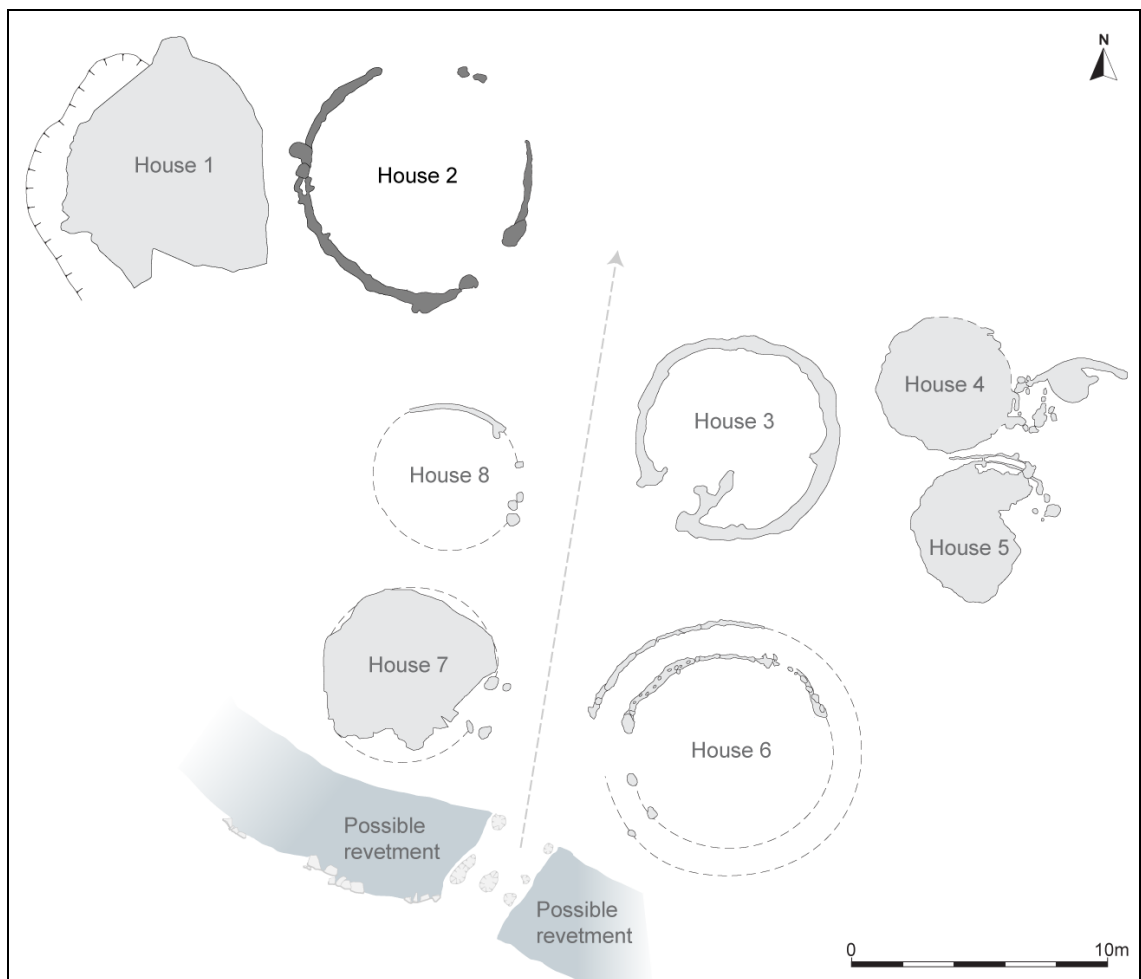 N
House 1
House 2
House 4
House 3
House 8
House 5
House 7
House 6
Possible
revetment
Possible
revetment
0
10m